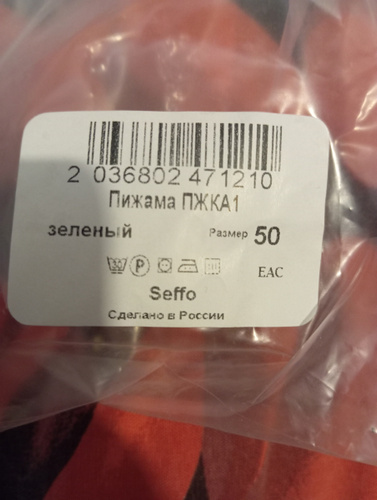 2 036802 471210
Пижама ПЖКА1
зеленый Размер 50
P
EAC
Seffo
Сделано в России